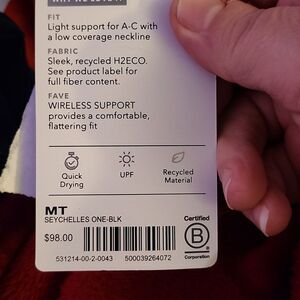 FIT
Light support for A-C with
a low coverage neckline
FABRIC
Sleek, recycled H2ECO.
See product label for
full fiber content.
FAVE
WIRELESS SUPPORT
provides a comfortable,
flattering fit
Quick
Drying
UPF
Recycled
Material
MT
SEYCHELLES ONE-BLK
$98.00
531214-00-2-0043
500039264072
Certified
B
Corporation